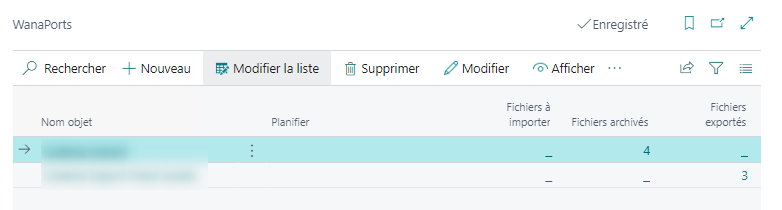 WanaPorts
Enregistré
Rechercher Nouveau Modifier la liste Supprimer Modifier Afficher ...
Nom objet Planifier Fichiers à importer Fichiers archivés Fichiers exportés
_ 4 _
_ _ 3